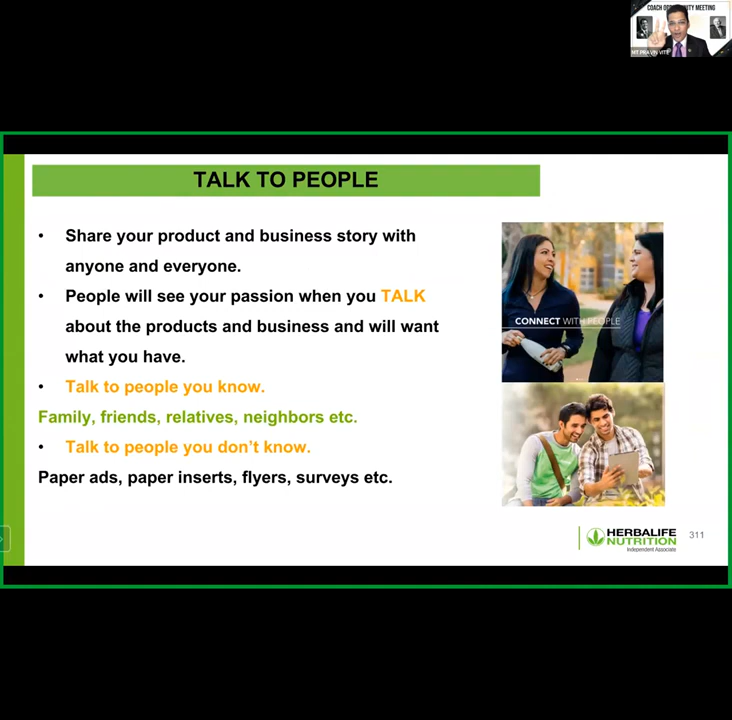 COACH OPPORTUNITY MEETING
TALK TO PEOPLE
• Share your product and business story with
anyone and everyone.
• People will see your passion when you TALK
about the products and business and will want
what you have.
• Talk to people you know.
Family, friends, relatives, neighbors etc.
• Talk to people you don’t know.
Paper ads, paper inserts, flyers, surveys etc.
CONNECT WITH PEOPLE
HERBALIFE
NUTRITION
Independent Associate
311